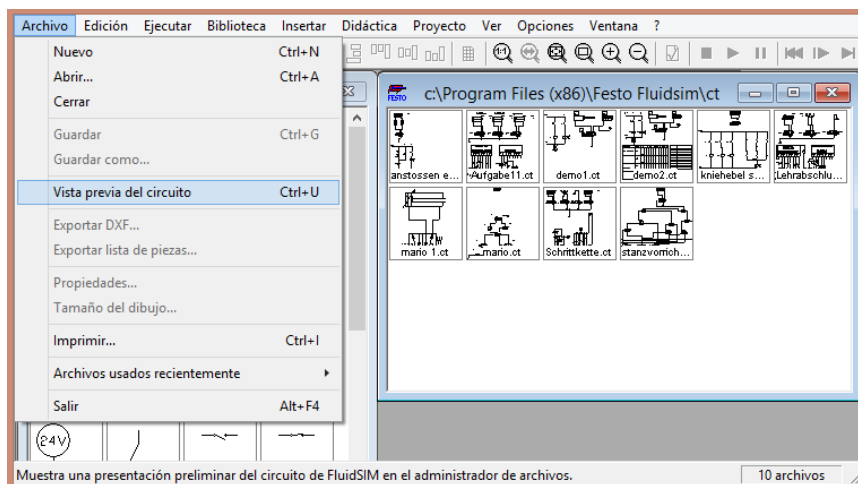 Archivo Edición Ejecutar Biblioteca Insertar Didáctica Proyecto Ver Opciones Ventana ?
Nuevo Ctrl+N
Abrir... Ctrl+A
Cerrar
Guardar Ctrl+G
Guardar como...
Vista previa del circuito Ctrl+U
Exportar DXF...
Exportar lista de piezas...
Propiedades...
Tamaño del dibujo...
Imprimir... Ctrl+I
Archivos usados recientemente
Salir Alt+F4
FESTO c:\Program Files (x86)\Festo Fluidsim\ct
anstossen e... Aufgabe11.ct demo1.ct demo2.ct kniehebel s... Lehrabschlu...
mario 1.ct mario.ct Schrittkette.ct stanzvorrich...
24V
Muestra una presentación preliminar del circuito de FluidSIM en el administrador de archivos. 10 archivos